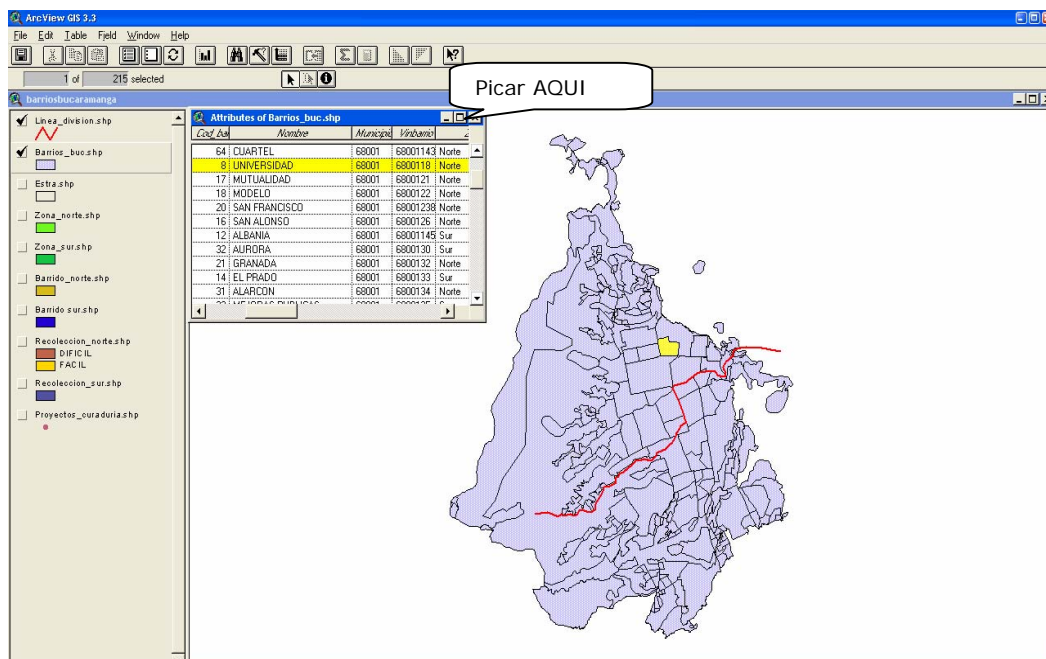 ArcView GIS 3.3
File Edit Table Field Window Help
1 of 215 selected
Picar AQUI
barriosbucaramanga
Linea_division.shp
Barrios_buc.shp
Estra.shp
Zona_norte.shp
Zona_sur.shp
Barrido_norte.shp
Barrido sur.shp
Recoleccion_norte.shp
DIFICIL
FACIL
Recoleccion_sur.shp
Proyectos_curaduria.shp
Attributes of Barrios_buc.shp
Cod_bar Nombre Municipio Vinbarrio
64 CUARTEL 68001 68001143 Norte
8 UNIVERSIDAD 68001 6800118 Norte
17 MUTUALIDAD 68001 6800121 Norte
18 MODELO 68001 6800122 Norte
20 SAN FRANCISCO 68001 68001238 Norte
16 SAN ALONSO 68001 6800126 Norte
12 ALBANIA 68001 68001145 Sur
32 AURORA 68001 6800130 Sur
21 GRANADA 68001 6800132 Norte
14 EL PRADO 68001 6800133 Sur
31 ALARCON 68001 6800134 Norte